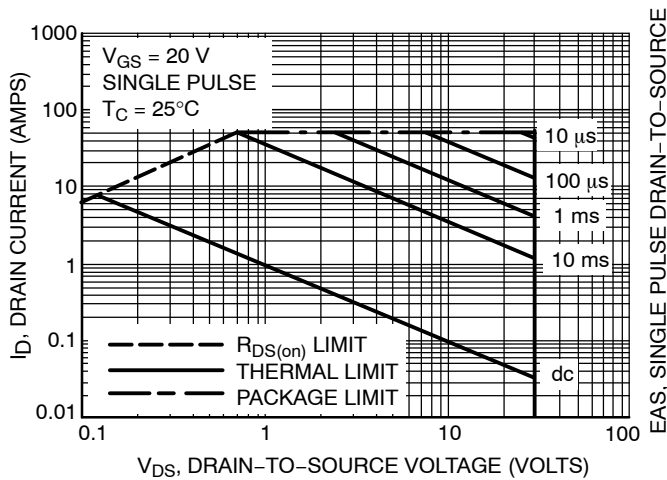 1000
100
10
1
0.1
0.01
I_D, DRAIN CURRENT (AMPS)
V_GS = 20 V
SINGLE PULSE
T_C = 25°C
10 μs
100 μs
1 ms
10 ms
dc
R_DS(on) LIMIT
THERMAL LIMIT
PACKAGE LIMIT
0.1
1
10
100
V_DS, DRAIN−TO−SOURCE VOLTAGE (VOLTS)
EAS, SINGLE PULSE DRAIN−TO−SOURCE